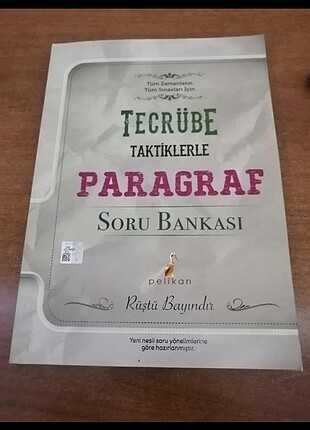 Tüm Zamanların
Tüm Sınavları İçin
TECRÜBE
TAKTİKLERLE
PARAGRAF
SORU BANKASI
pelikan
Rüştü Bayındır
Yeni nesil soru yönelimlerine
göre hazırlanmıştır.